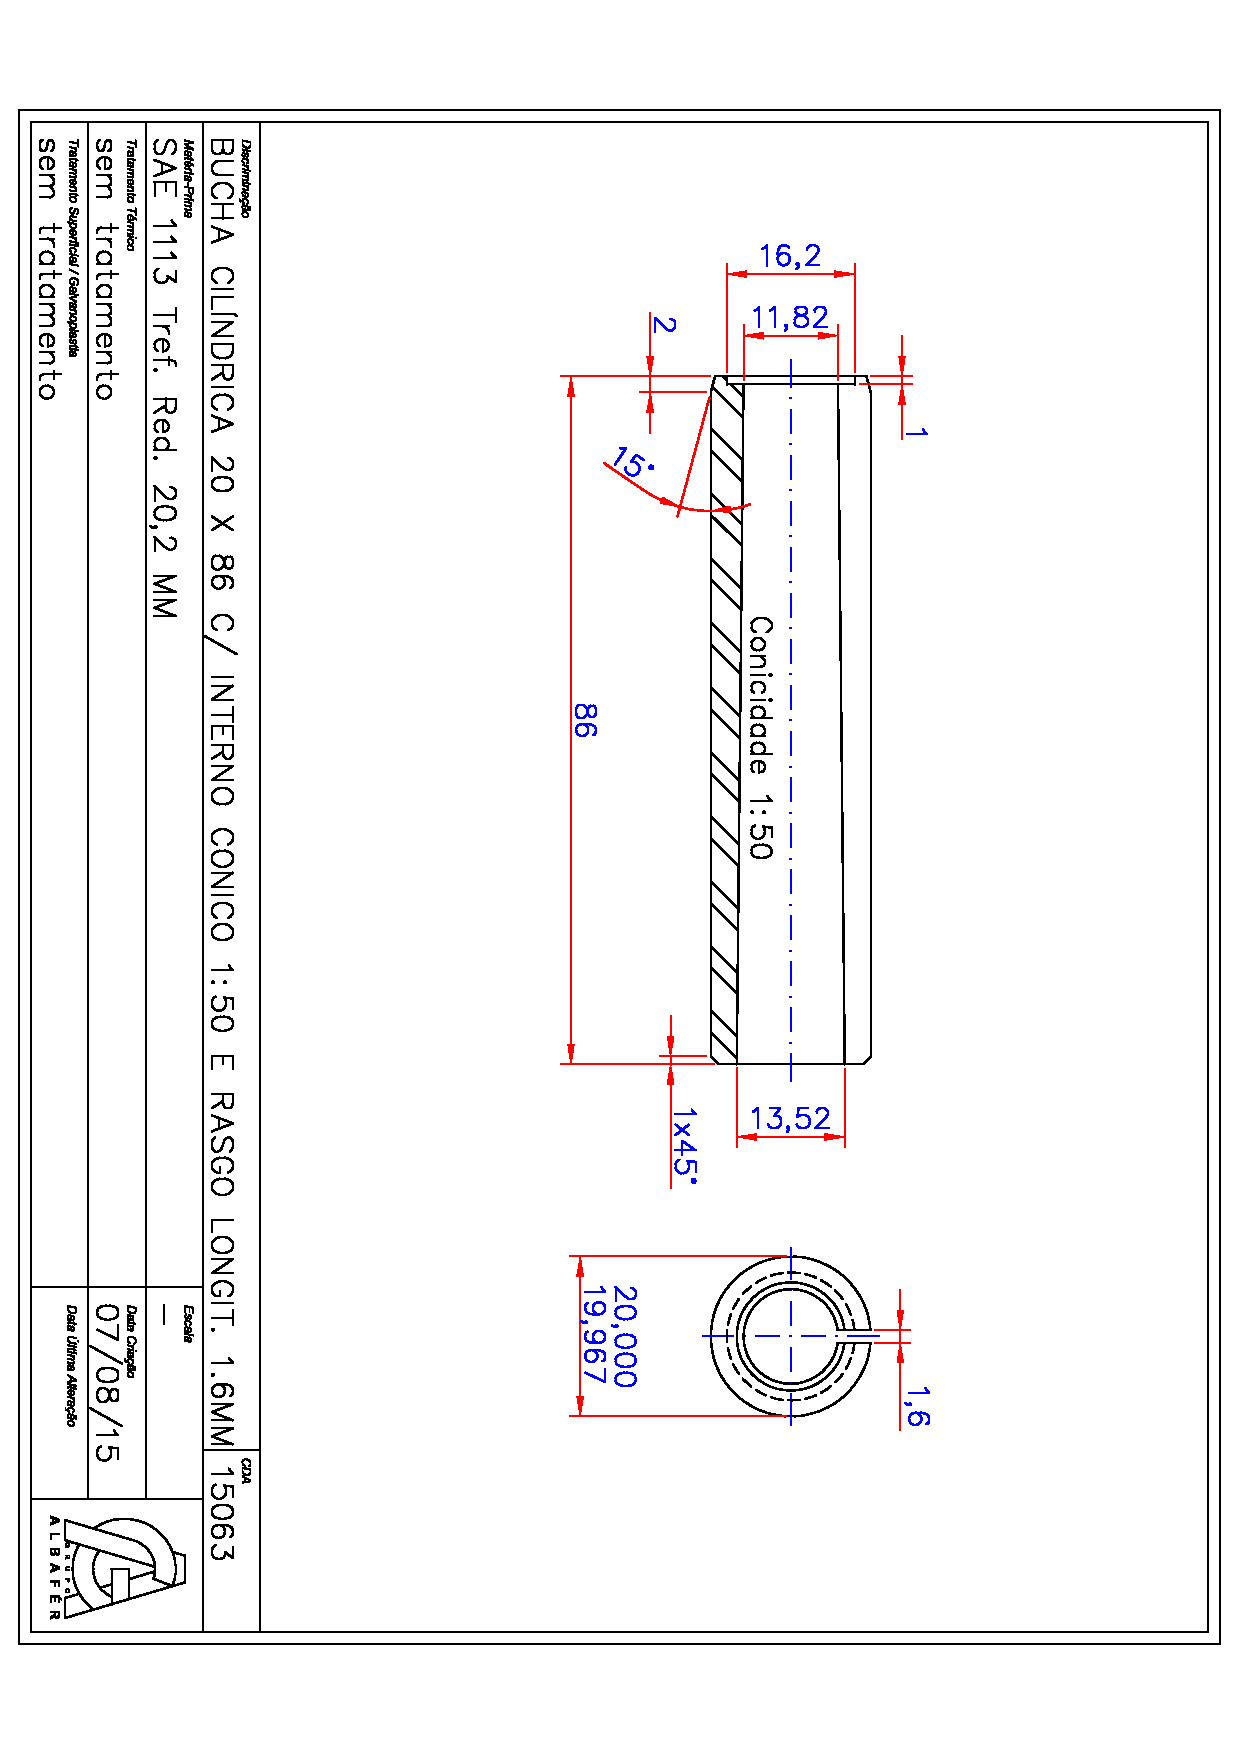 16,2
11,82
2
1
15°
Conicidade 1:50
86
13,52
1x45°
20,000
19,967
1,6
Discriminação
BUCHA CILÍNDRICA 20 X 86 C/ INTERNO CONICO 1:50 E RASGO LONGIT. 1.6MM
CDA
15063
Matéria-Prima
SAE 1113 Tref. Red. 20,2 MM
Escala
—
Tratamento Térmico
sem tratamento
Data Criação
07/08/15
Tratamento Superficial / Galvanoplastia
sem tratamento
Data Última Alteração
GRUPO
ALBAFÉR